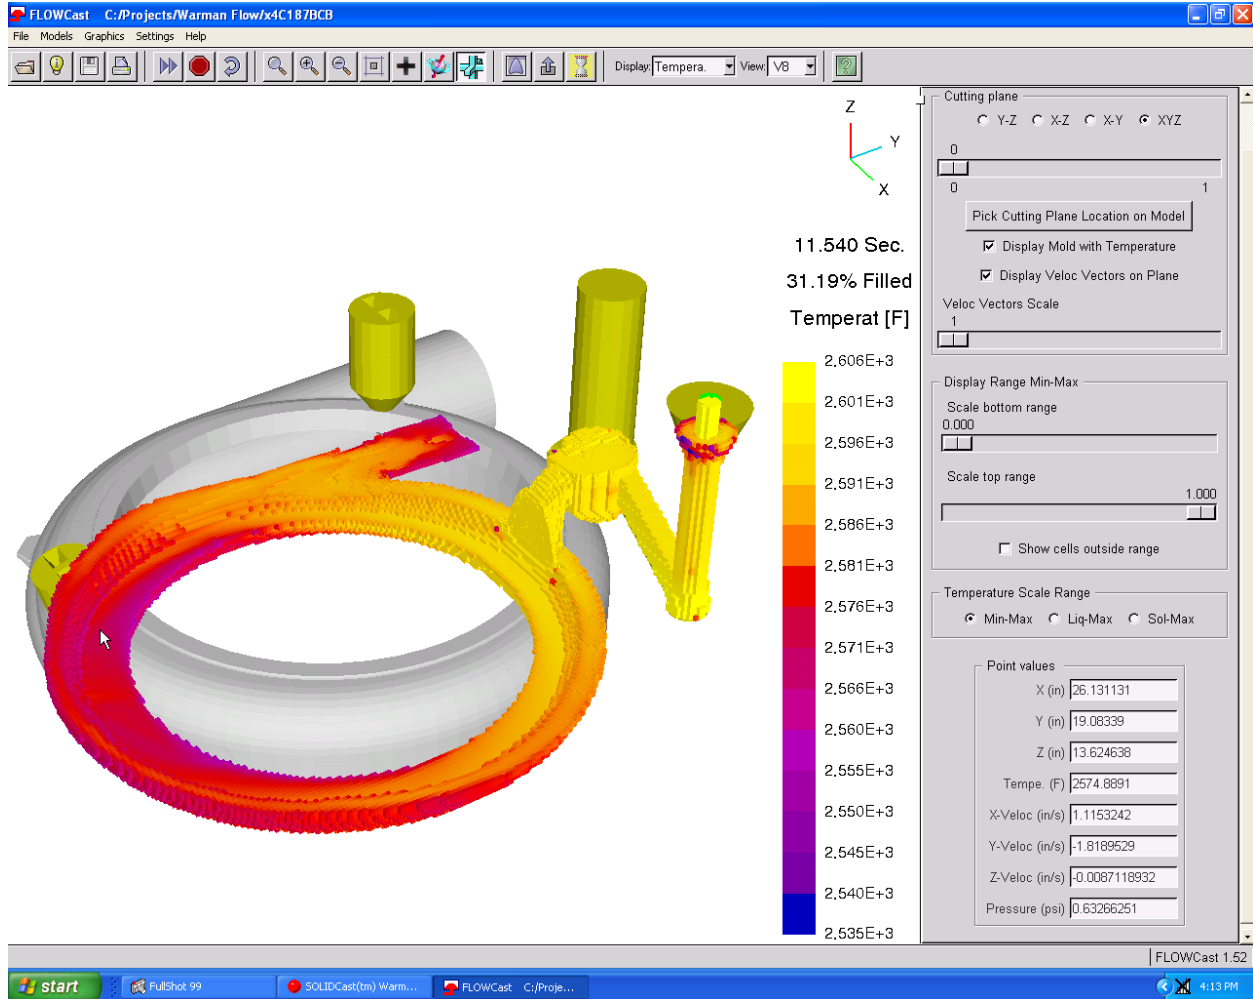 FLOWCast C:/Projects/Warman Flow/x4C187BCB
File Models Graphics Settings Help
Display: Tempera. View: V8
Z
Y
X
11.540 Sec.
31.19% Filled
Temperat [F]
2.606E+3
2.601E+3
2.596E+3
2.591E+3
2.586E+3
2.581E+3
2.576E+3
2.571E+3
2.566E+3
2.560E+3
2.555E+3
2.550E+3
2.545E+3
2.540E+3
2.535E+3
Cutting plane
Y-Z X-Z X-Y XYZ
0
0 1
Pick Cutting Plane Location on Model
Display Mold with Temperature
Display Veloc Vectors on Plane
Veloc Vectors Scale
1
Display Range Min-Max
Scale bottom range
0.000
Scale top range
1.000
Show cells outside range
Temperature Scale Range
Min-Max Liq-Max Sol-Max
Point values
X (in) 26.131131
Y (in) 19.08339
Z (in) 13.624638
Tempe. (F) 2574.8891
X-Veloc (in/s) 1.1153242
Y-Veloc (in/s) -1.8189529
Z-Veloc (in/s) -0.0087118932
Pressure (psi) 0.63266251
FLOWCast 1.52
start FullShot 99 SOLIDCast(tm) Warm... FLOWCast C:/Proje... 4:13 PM